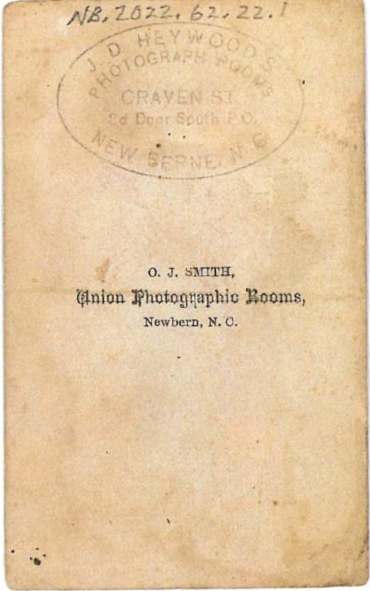 NB.2022.62.22.1
J D HEYWOOD'S
PHOTOGRAPH ROOMS
CRAVEN ST
3d Door South P.O.
NEW BERNE, N C
O. J. SMITH,
Union Photographic Rooms,
Newbern, N. C.